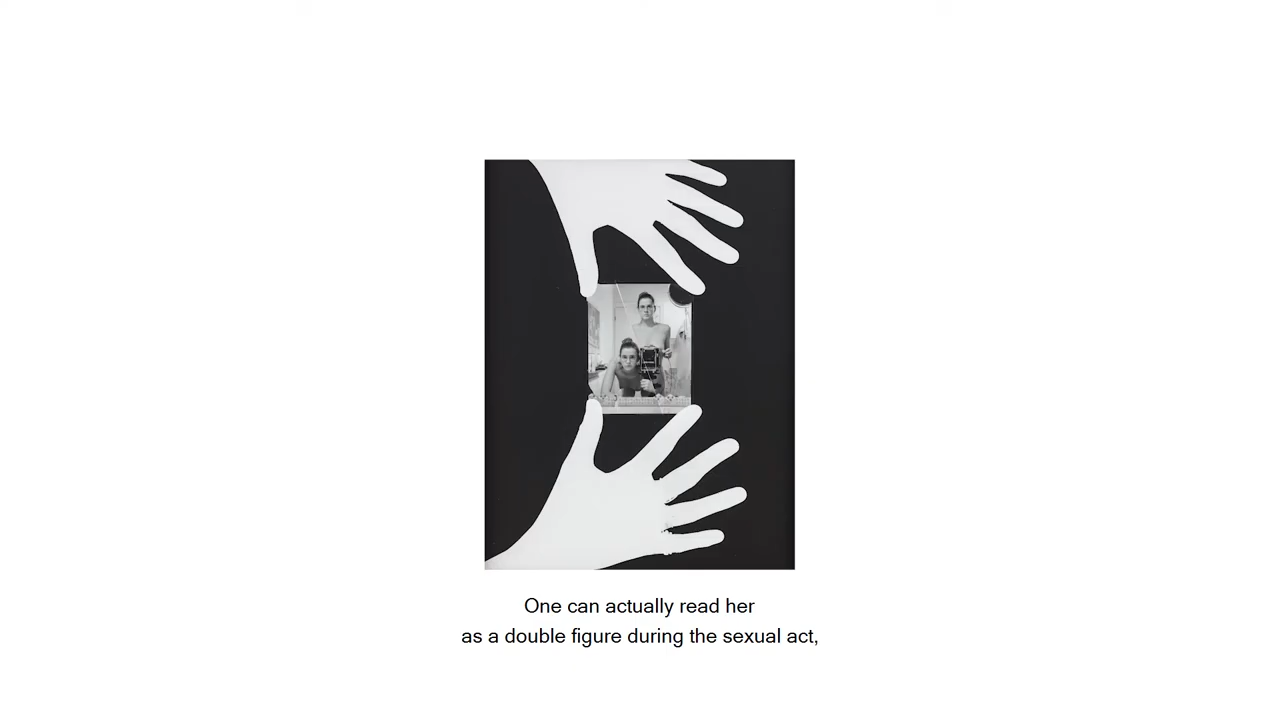 One can actually read her
as a double figure during the sexual act,